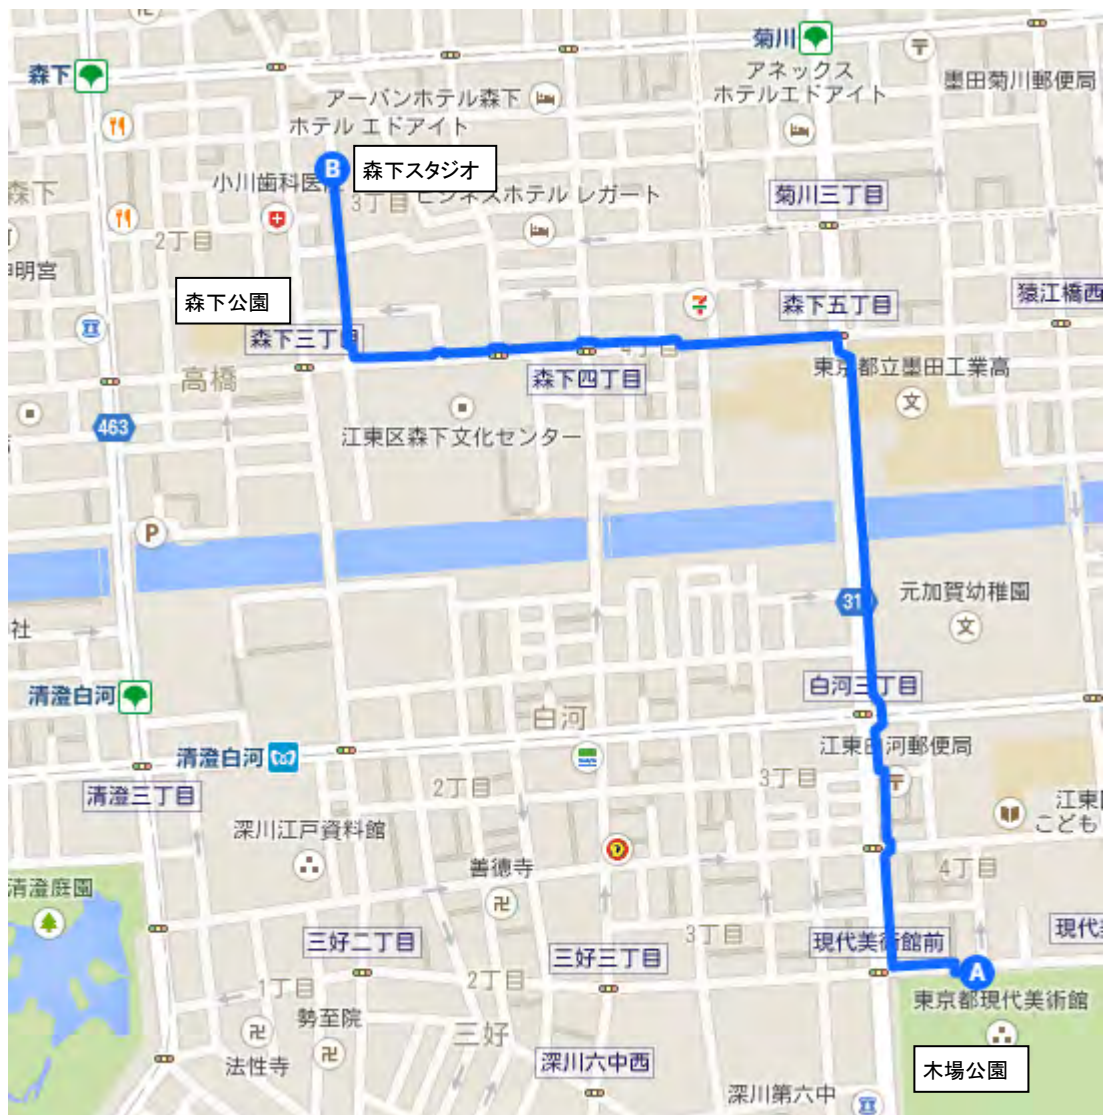 菊川
森下
アネックス
ホテルエドアイト
墨田菊川郵便局
アーバンホテル森下
ホテル エドアイト
B
森下スタジオ
小川歯科医
3丁目
ビジネスホテル レガート
菊川三丁目
森下
2丁目
明宮
森下公園
猿江橋西
森下五丁目
森下三丁目
4丁目
東京都立墨田工業高
高橋
森下四丁目
文
463
江東区森下文化センター
P
元加賀幼稚園
31
文
社
清澄白河
白河三丁目
白河
清澄白河
江東白河郵便局
清澄三丁目
2丁目
3丁目
江東
こども
深川江戸資料館
善徳寺
4丁目
清澄庭園
三好二丁目
三好三丁目
3丁目
現代美術館前
現代
A
1丁目
2丁目
東京都現代美術館
勢至院
三好
法性寺
深川六中西
木場公園
深川第六中